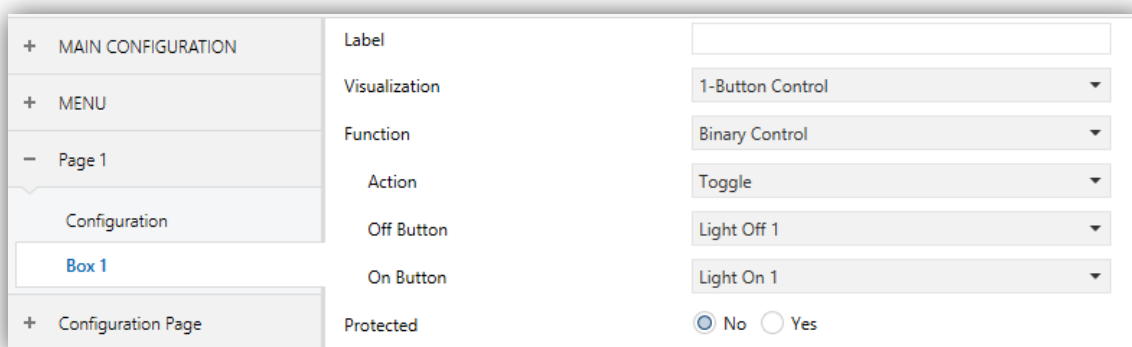 + MAIN CONFIGURATION
+ MENU
− Page 1
Configuration
Box 1
+ Configuration Page
Label
Visualization 1-Button Control
Function Binary Control
Action Toggle
Off Button Light Off 1
On Button Light On 1
Protected No Yes